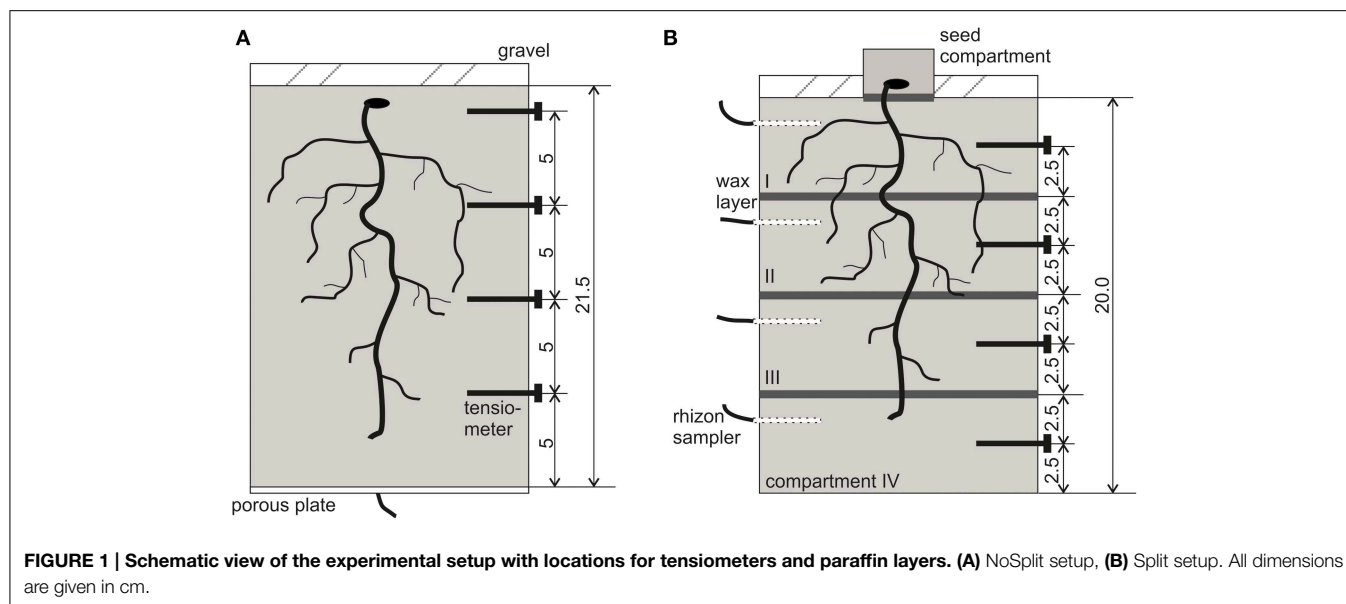 A
gravel
5
5
5
5
21.5
tensio-
meter
porous plate
B
seed
compartment
wax
layer
I
II
III
rhizon
sampler
compartment IV
2.5
2.5
2.5
2.5
2.5
2.5
2.5
20.0
FIGURE 1 | Schematic view of the experimental setup with locations for tensiometers and paraffin layers. (A) NoSplit setup, (B) Split setup. All dimensions
are given in cm.